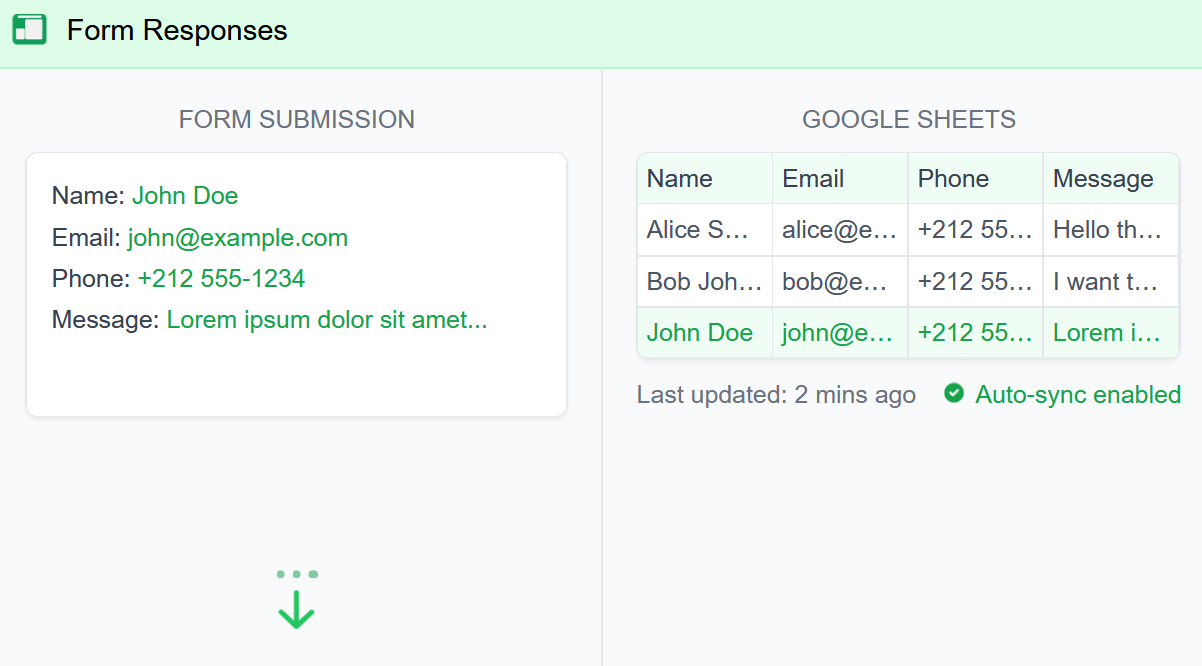 Form Responses
FORM SUBMISSION
Name: John Doe
Email: john@example.com
Phone: +212 555-1234
Message: Lorem ipsum dolor sit amet...
GOOGLE SHEETS
Name Email Phone Message
Alice S... alice@e... +212 55... Hello th...
Bob Joh... bob@e... +212 55... I want t...
John Doe john@e... +212 55... Lorem i...
Last updated: 2 mins ago Auto-sync enabled